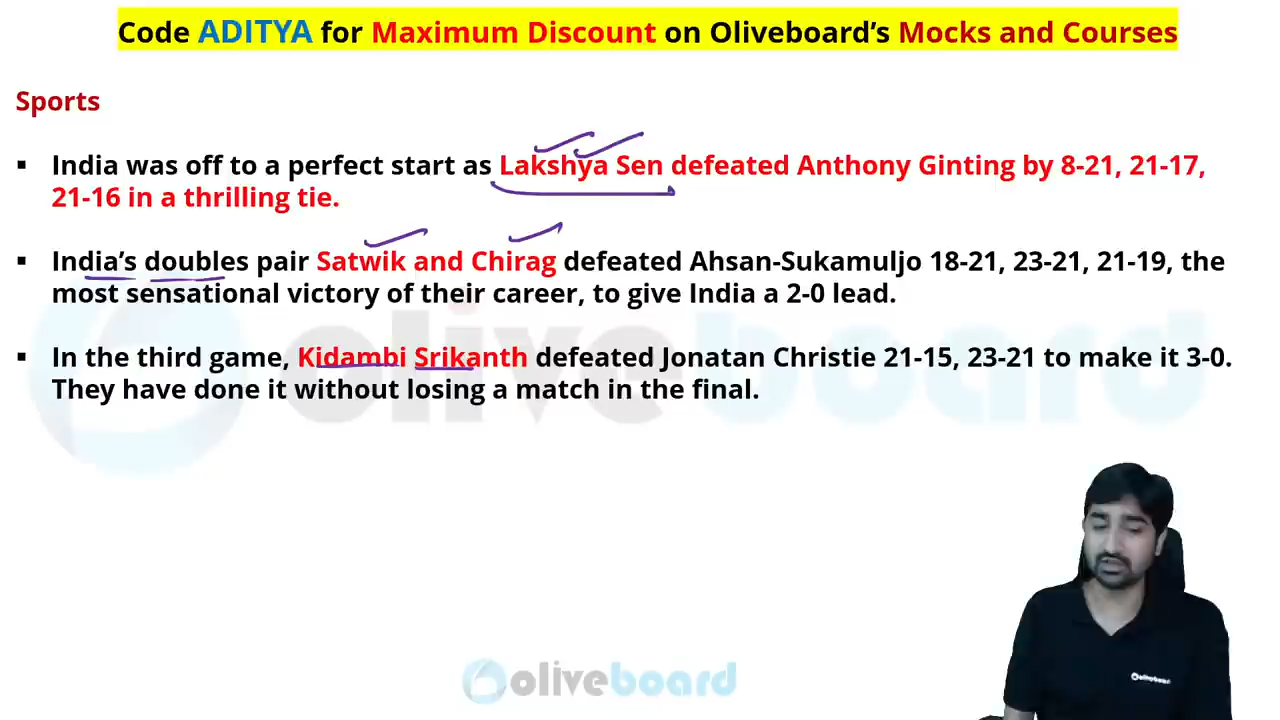 Code ADITYA for Maximum Discount on Oliveboard's Mocks and Courses
Sports
▪ India was off to a perfect start as Lakshya Sen defeated Anthony Ginting by 8-21, 21-17,
21-16 in a thrilling tie.
▪ India's doubles pair Satwik and Chirag defeated Ahsan-Sukamuljo 18-21, 23-21, 21-19, the
most sensational victory of their career, to give India a 2-0 lead.
▪ In the third game, Kidambi Srikanth defeated Jonatan Christie 21-15, 23-21 to make it 3-0.
They have done it without losing a match in the final.
oliveboard
oliveboard
oliveboard